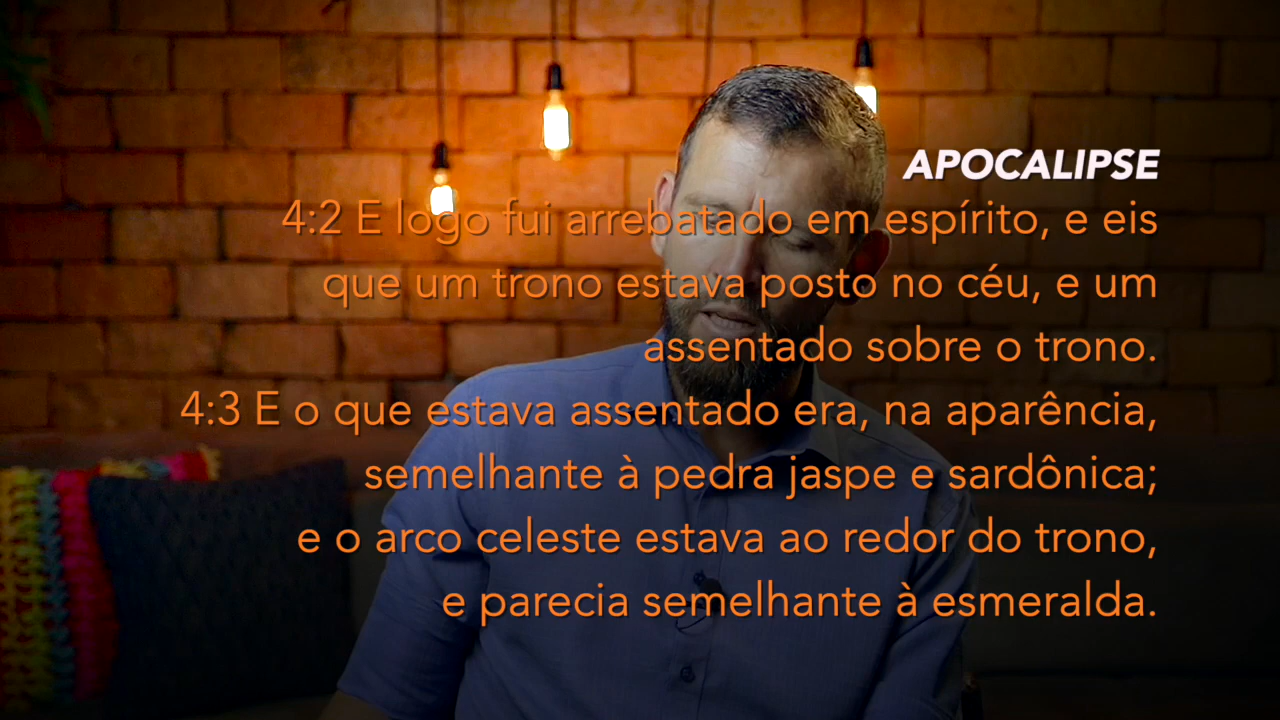 APOCALIPSE
4:2 E logo fui arrebatado em espírito, e eis
que um trono estava posto no céu, e um
assentado sobre o trono.
4:3 E o que estava assentado era, na aparência,
semelhante à pedra jaspe e sardônica;
e o arco celeste estava ao redor do trono,
e parecia semelhante à esmeralda.